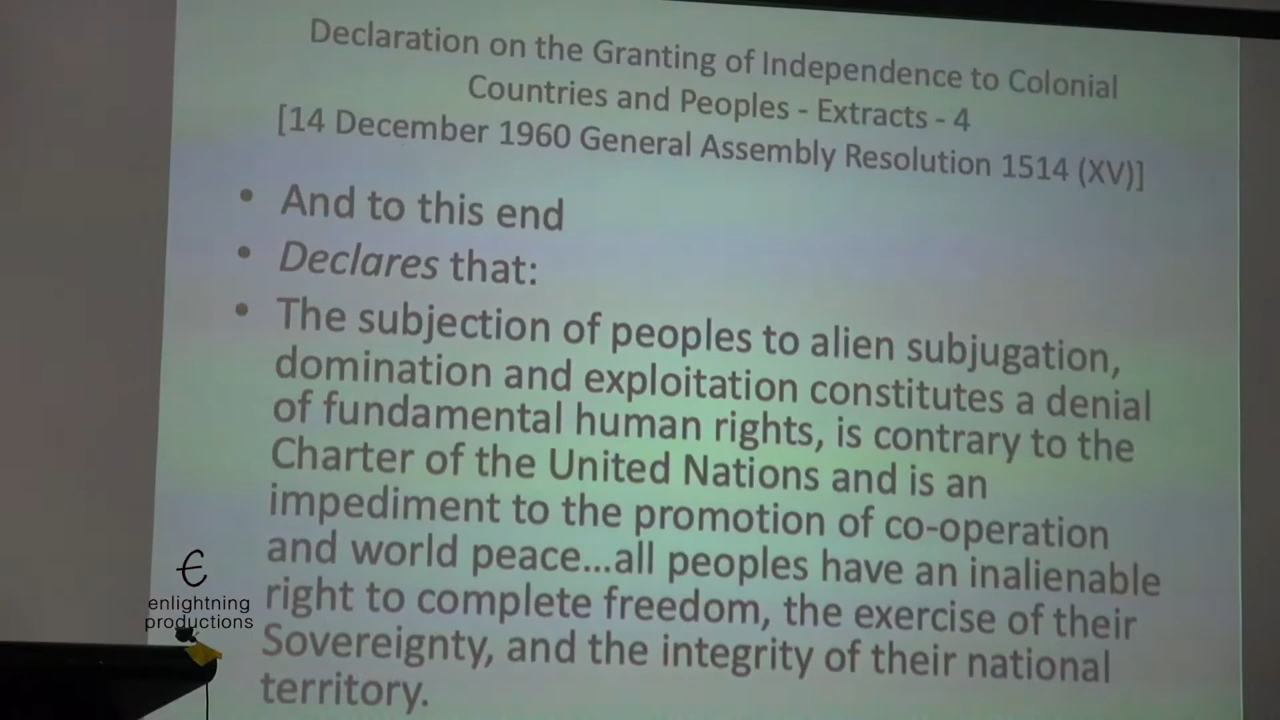 Declaration on the Granting of Independence to Colonial
Countries and Peoples - Extracts - 4
[14 December 1960 General Assembly Resolution 1514 (XV)]
• And to this end
• Declares that:
• The subjection of peoples to alien subjugation,
domination and exploitation constitutes a denial
of fundamental human rights, is contrary to the
Charter of the United Nations and is an
impediment to the promotion of co-operation
and world peace...all peoples have an inalienable
right to complete freedom, the exercise of their
Sovereignty, and the integrity of their national
territory.
€
enlightning
productions